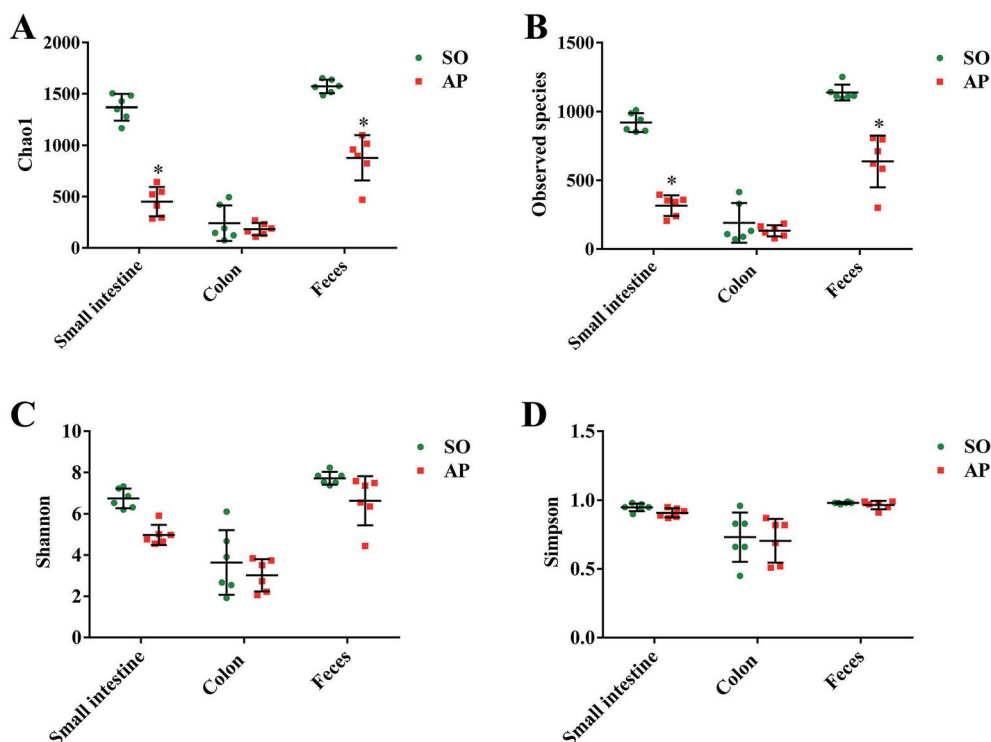 A
2000
1500
1000
500
0
Chao1
*
*
Small intestine
Colon
Feces
SO
AP
B
1500
1000
500
0
Observed species
*
*
Small intestine
Colon
Feces
SO
AP
C
10
8
6
4
2
0
Shannon
Small intestine
Colon
Feces
SO
AP
D
1.5
1.0
0.5
0.0
Simpson
Small intestine
Colon
Feces
SO
AP